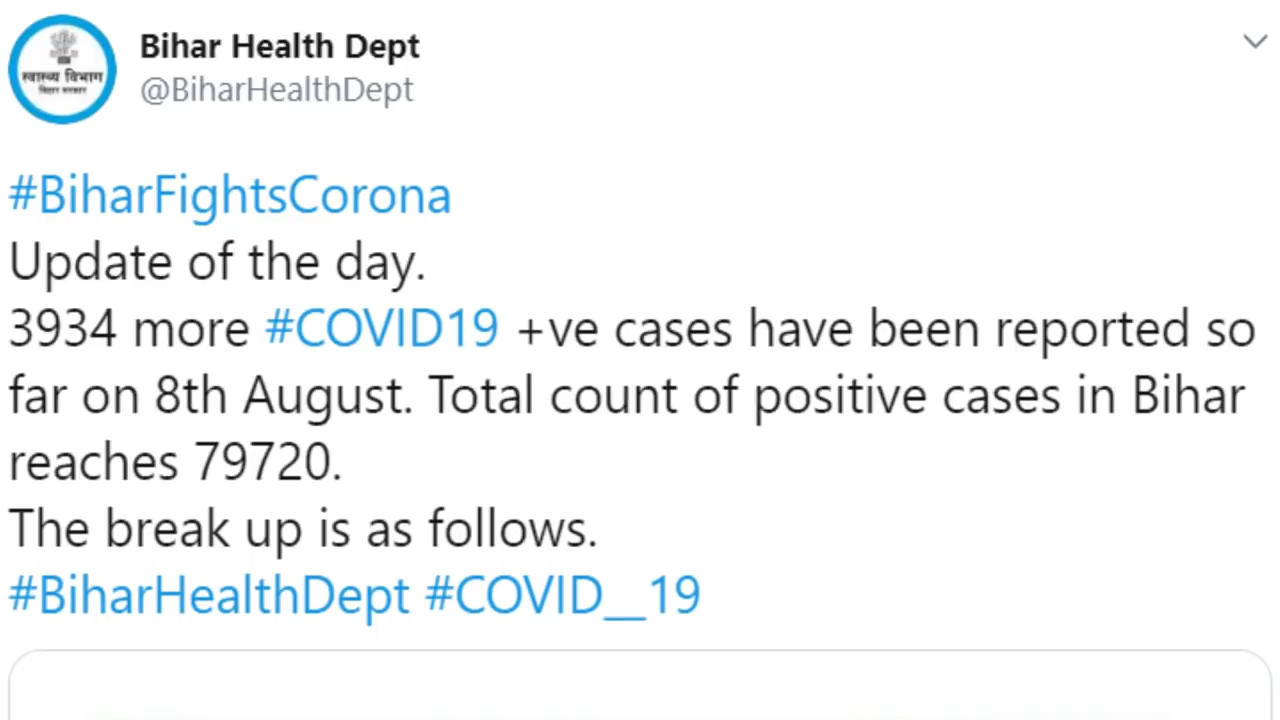 स्वास्थ्य विभाग
बिहार सरकार
Bihar Health Dept
@BiharHealthDept
#BiharFightsCorona
Update of the day.
3934 more #COVID19 +ve cases have been reported so
far on 8th August. Total count of positive cases in Bihar
reaches 79720.
The break up is as follows.
#BiharHealthDept #COVID__19